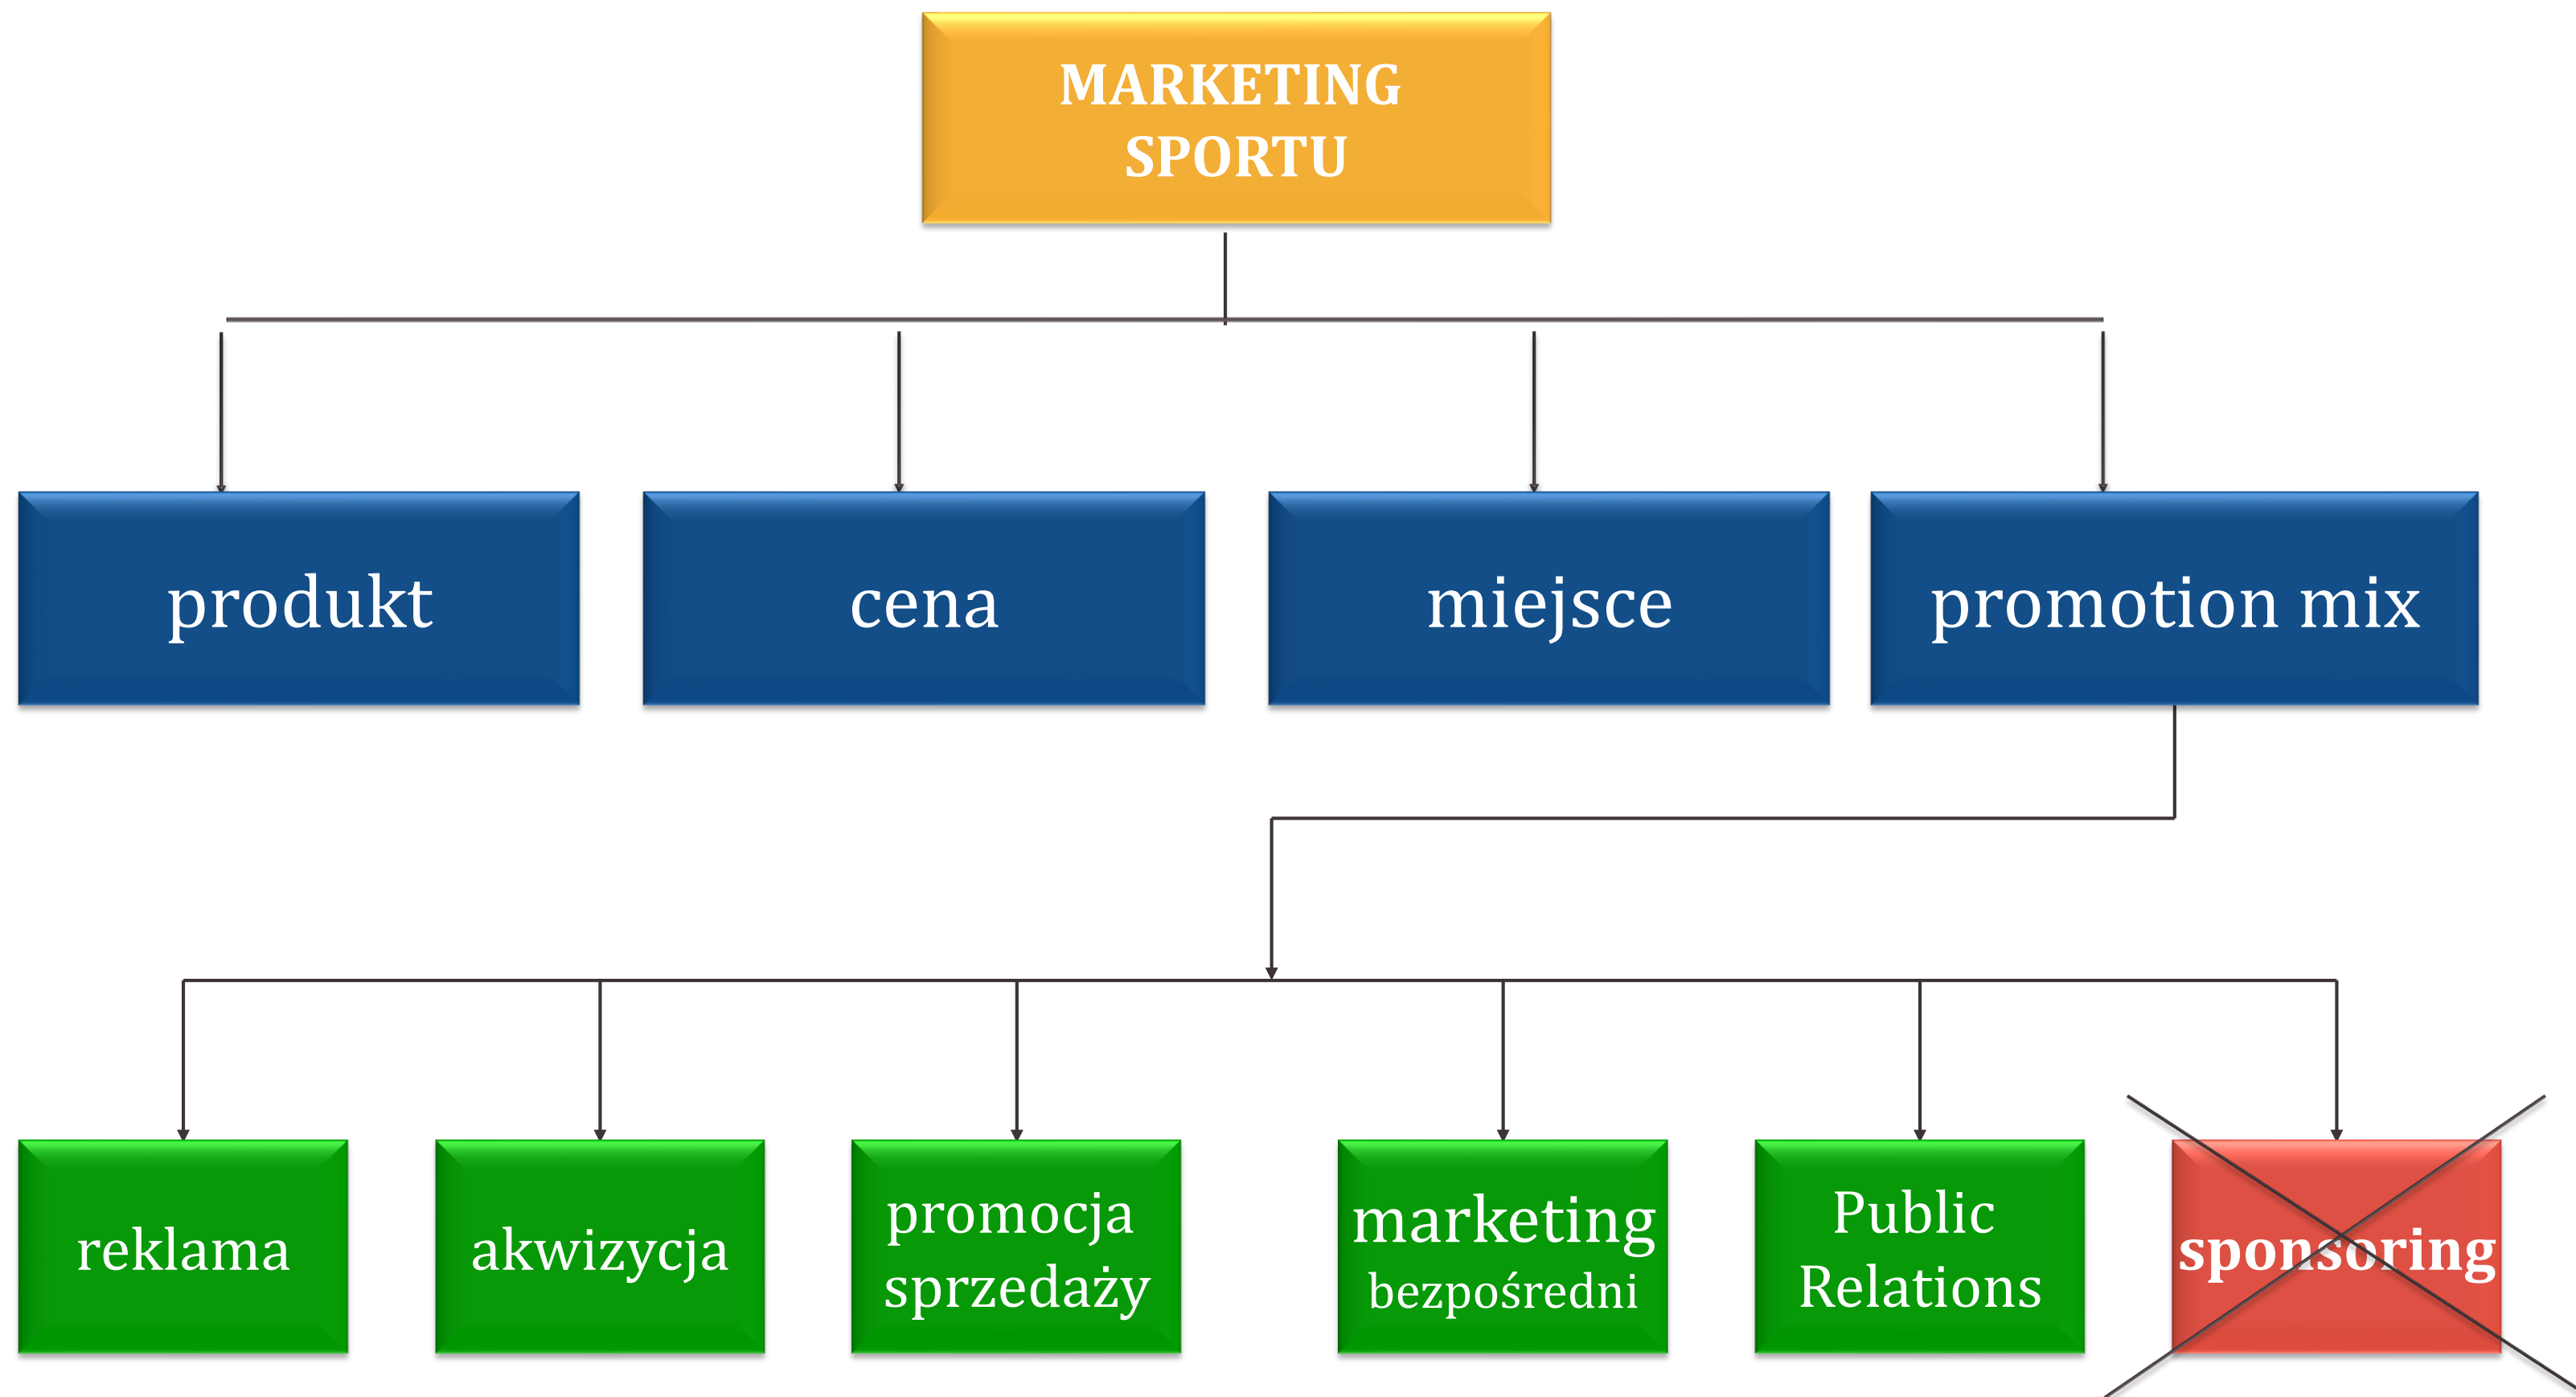 MARKETING
SPORTU
produkt
cena
miejsce
promotion mix
reklama
akwizycja
promocja
sprzedaży
marketing
bezpośredni
Public
Relations
sponsoring